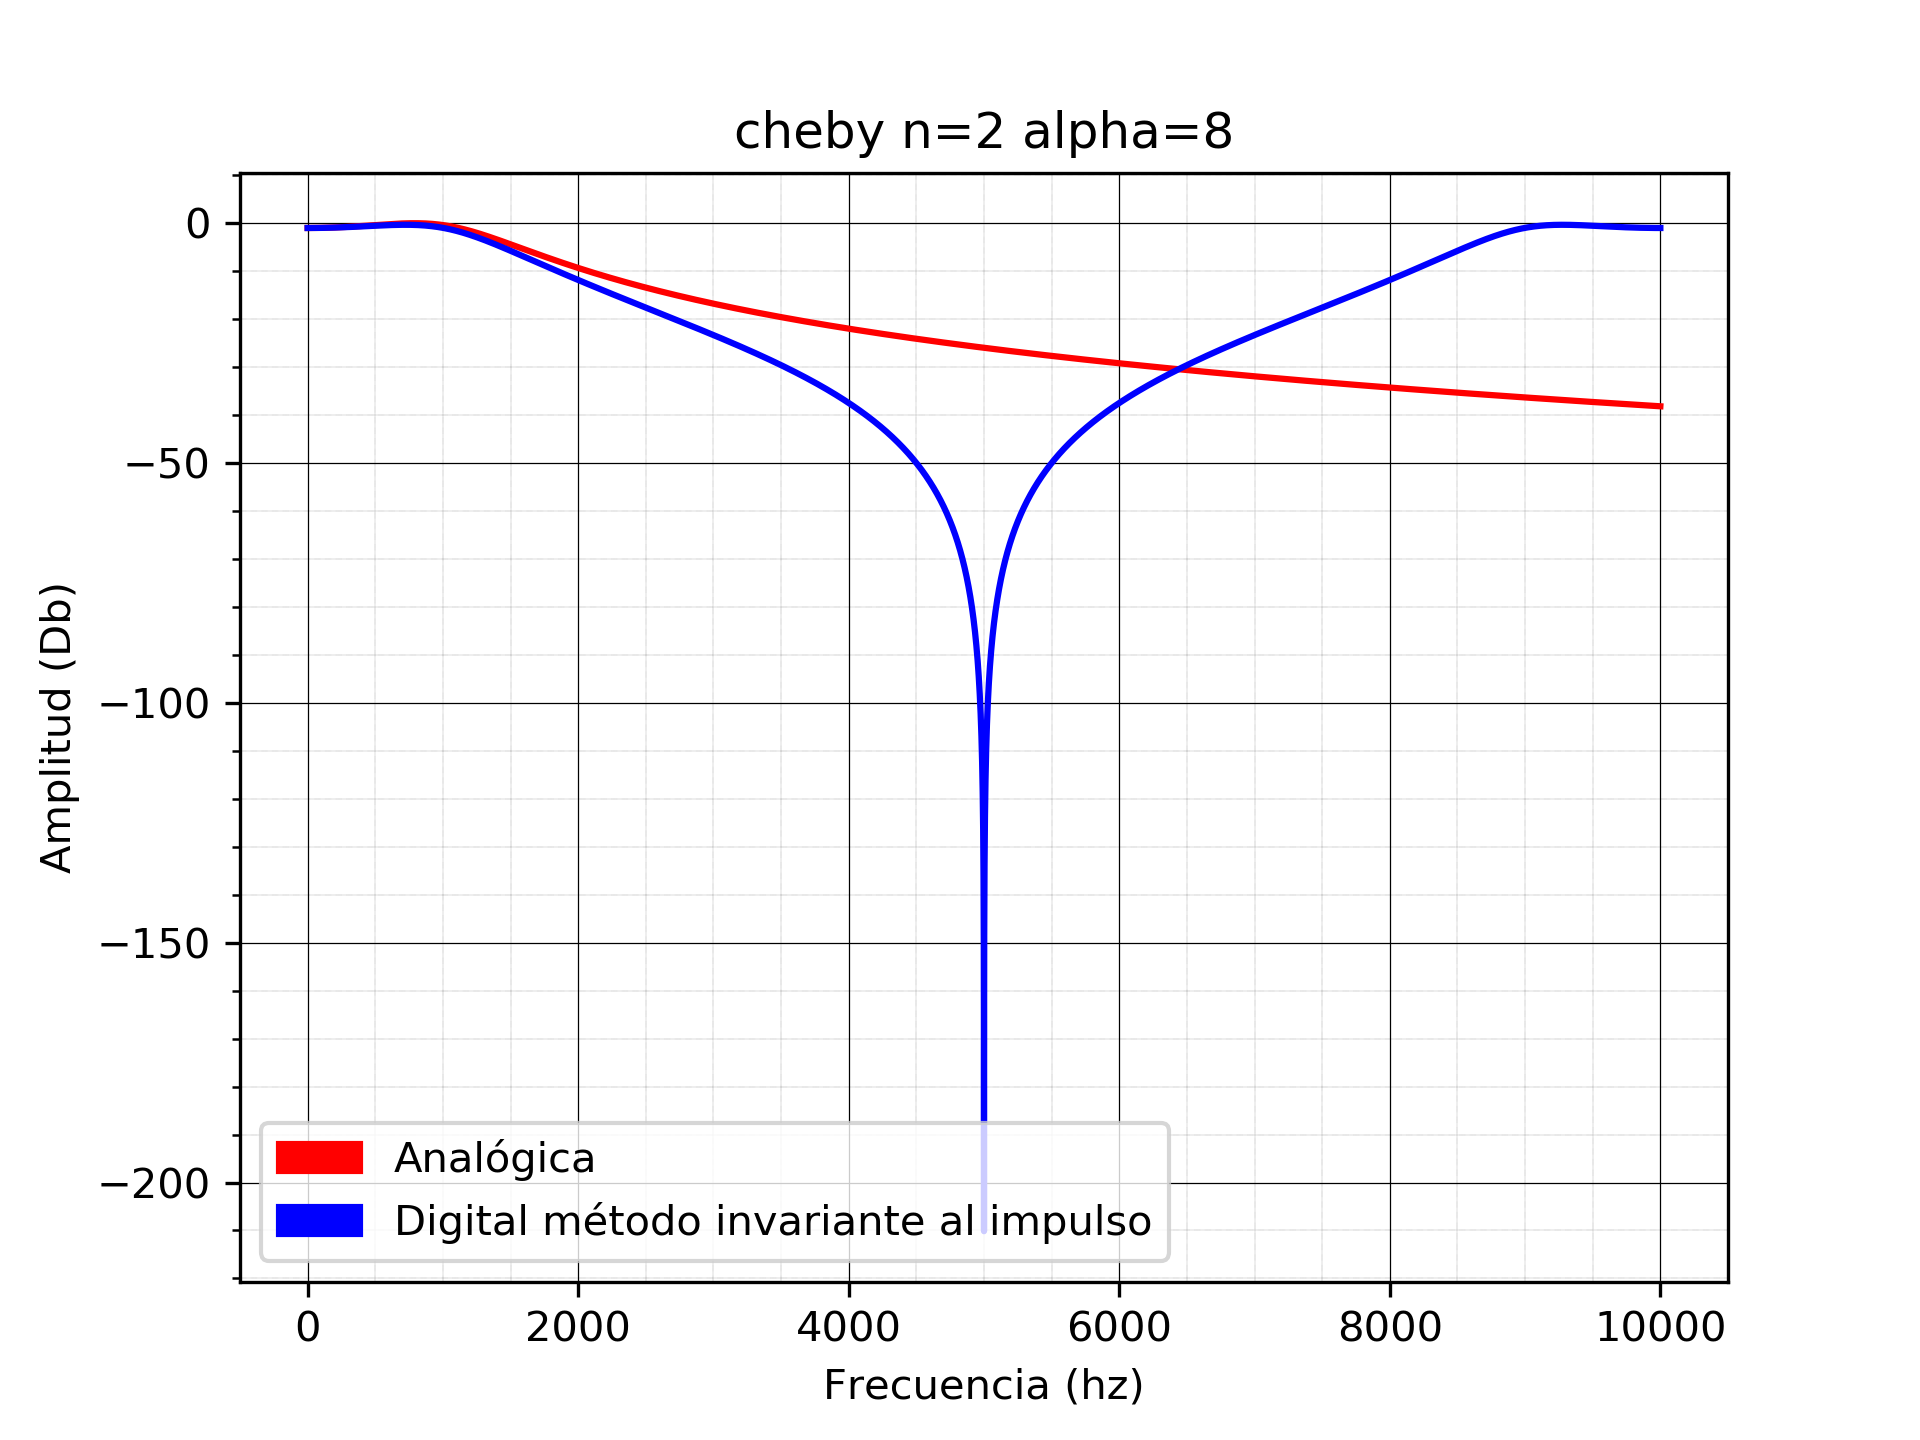 cheby n=2 alpha=8
Amplitud (Db)
0
−50
−100
−150
−200
Analógica
Digital método invariante al impulso
0 2000 4000 6000 8000 10000
Frecuencia (hz)